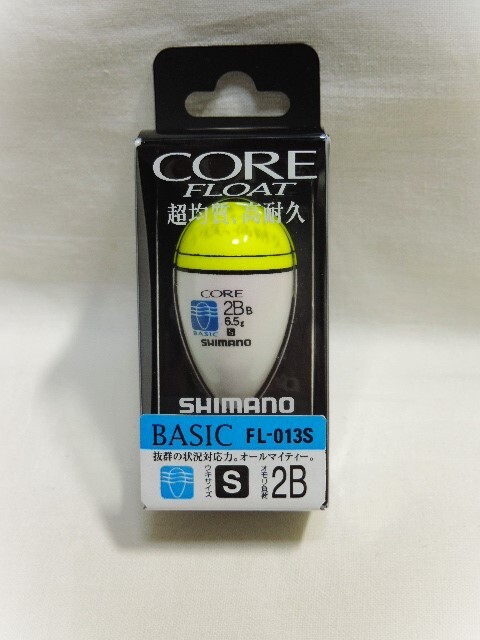 CORE
FLOAT
超均質、高耐久
CORE
2B B
6.5g
BASIC S
SHIMANO
SHIMANO
BASIC FL-013S
抜群の状況対応力。オールマイティー。
ウキサイズ S オモリ負荷 2B